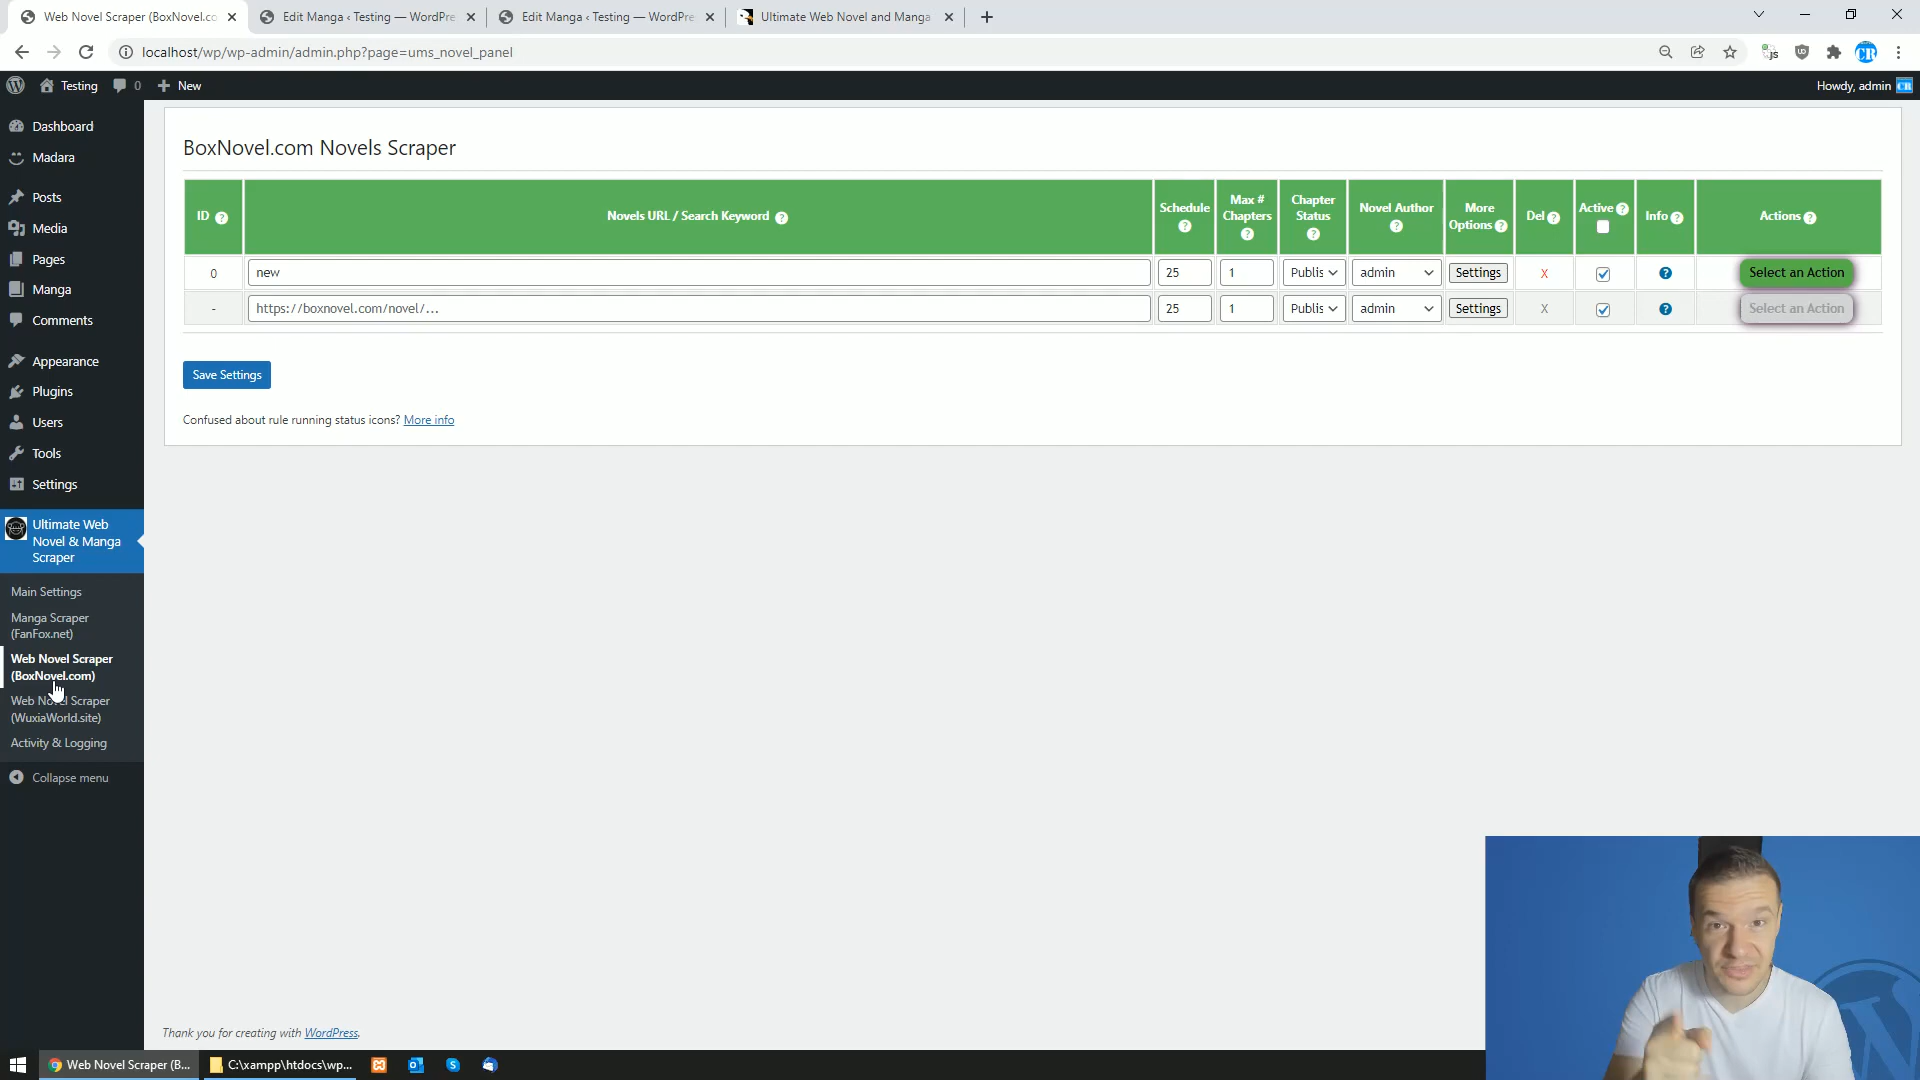 Web Novel Scraper (BoxNovel.co
Edit Manga ‹ Testing — WordPre
Edit Manga ‹ Testing — WordPre
Ultimate Web Novel and Manga
localhost/wp/wp-admin/admin.php?page=ums_novel_panel
Testing
0
New
Howdy, admin
Dashboard
Madara
Posts
Media
Pages
Manga
Comments
Appearance
Plugins
Users
Tools
Settings
Ultimate Web
Novel & Manga
Scraper
Main Settings
Manga Scraper
(FanFox.net)
Web Novel Scraper
(BoxNovel.com)
Web Novel Scraper
(WuxiaWorld.site)
Activity & Logging
Collapse menu
BoxNovel.com Novels Scraper
ID
Novels URL / Search Keyword
Schedule
Max #
Chapters
Chapter
Status
Novel Author
More
Options
Del
Active
Info
Actions
0
new
25
1
Publis
admin
Settings
X
Select an Action
-
https://boxnovel.com/novel/...
25
1
Publis
admin
Settings
X
Select an Action
Save Settings
Confused about rule running status icons? More info
Thank you for creating with WordPress.
Web Novel Scraper (B...
C:\xampp\htdocs\wp...